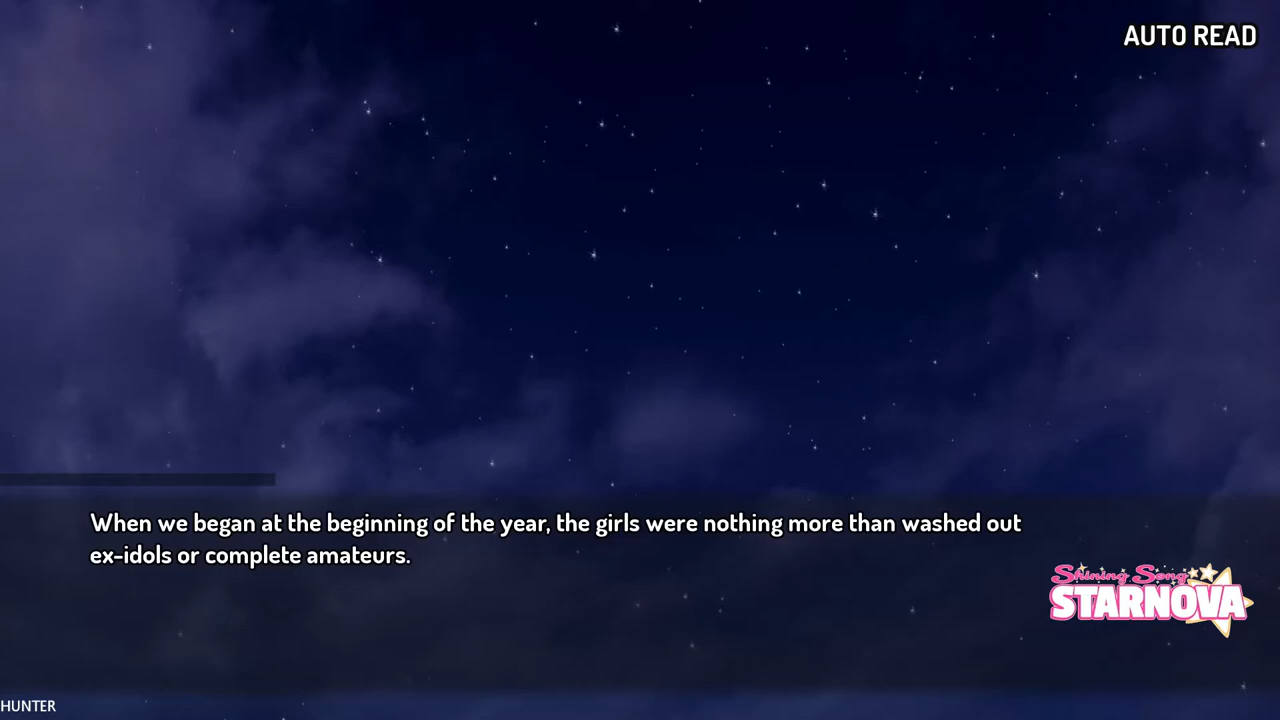 AUTO READ
When we began at the beginning of the year, the girls were nothing more than washed out
ex-idols or complete amateurs.
Shining Song
STARNOVA
HUNTER